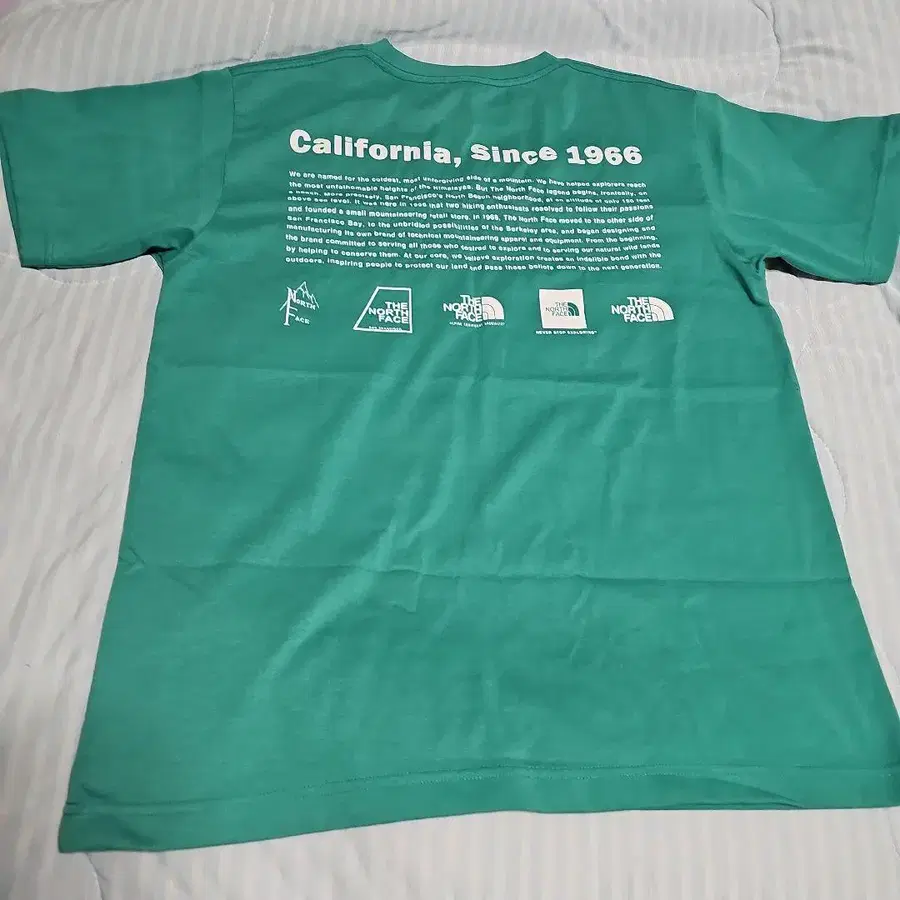 California, Since 1966
We are named for the coldest, most unforgiving side of a mountain. We have helped explorers reach
the most unfathomable heights of the Himalayas. But The North Face legend begins, ironically, on
a beach. More precisely, San Francisco's North Beach neighborhood, at an altitude of only 150 feet
above sea level. It was here in 1966 that two hiking enthusiasts resolved to follow their passions
and founded a small mountaineering retail store. In 1968, The North Face moved to the other side of
San Francisco Bay, to the unbridled possibilities of the Berkeley area, and began designing and
manufacturing its own brand of technical mountaineering apparel and equipment. From the beginning,
the brand committed to serving all those who desired to explore and to serving our natural wild lands
by helping to conserve them. At our core, we believe exploration creates an indelible bond with the
outdoors, inspiring people to protect our land and pass these beliefs down to the next generation.
North
Face
THE
NORTH
FACE
SAN FRANCISCO
THE
NORTH
FACE
THE
NORTH
FACE
NEVER STOP EXPLORING™
THE
NORTH
FACE